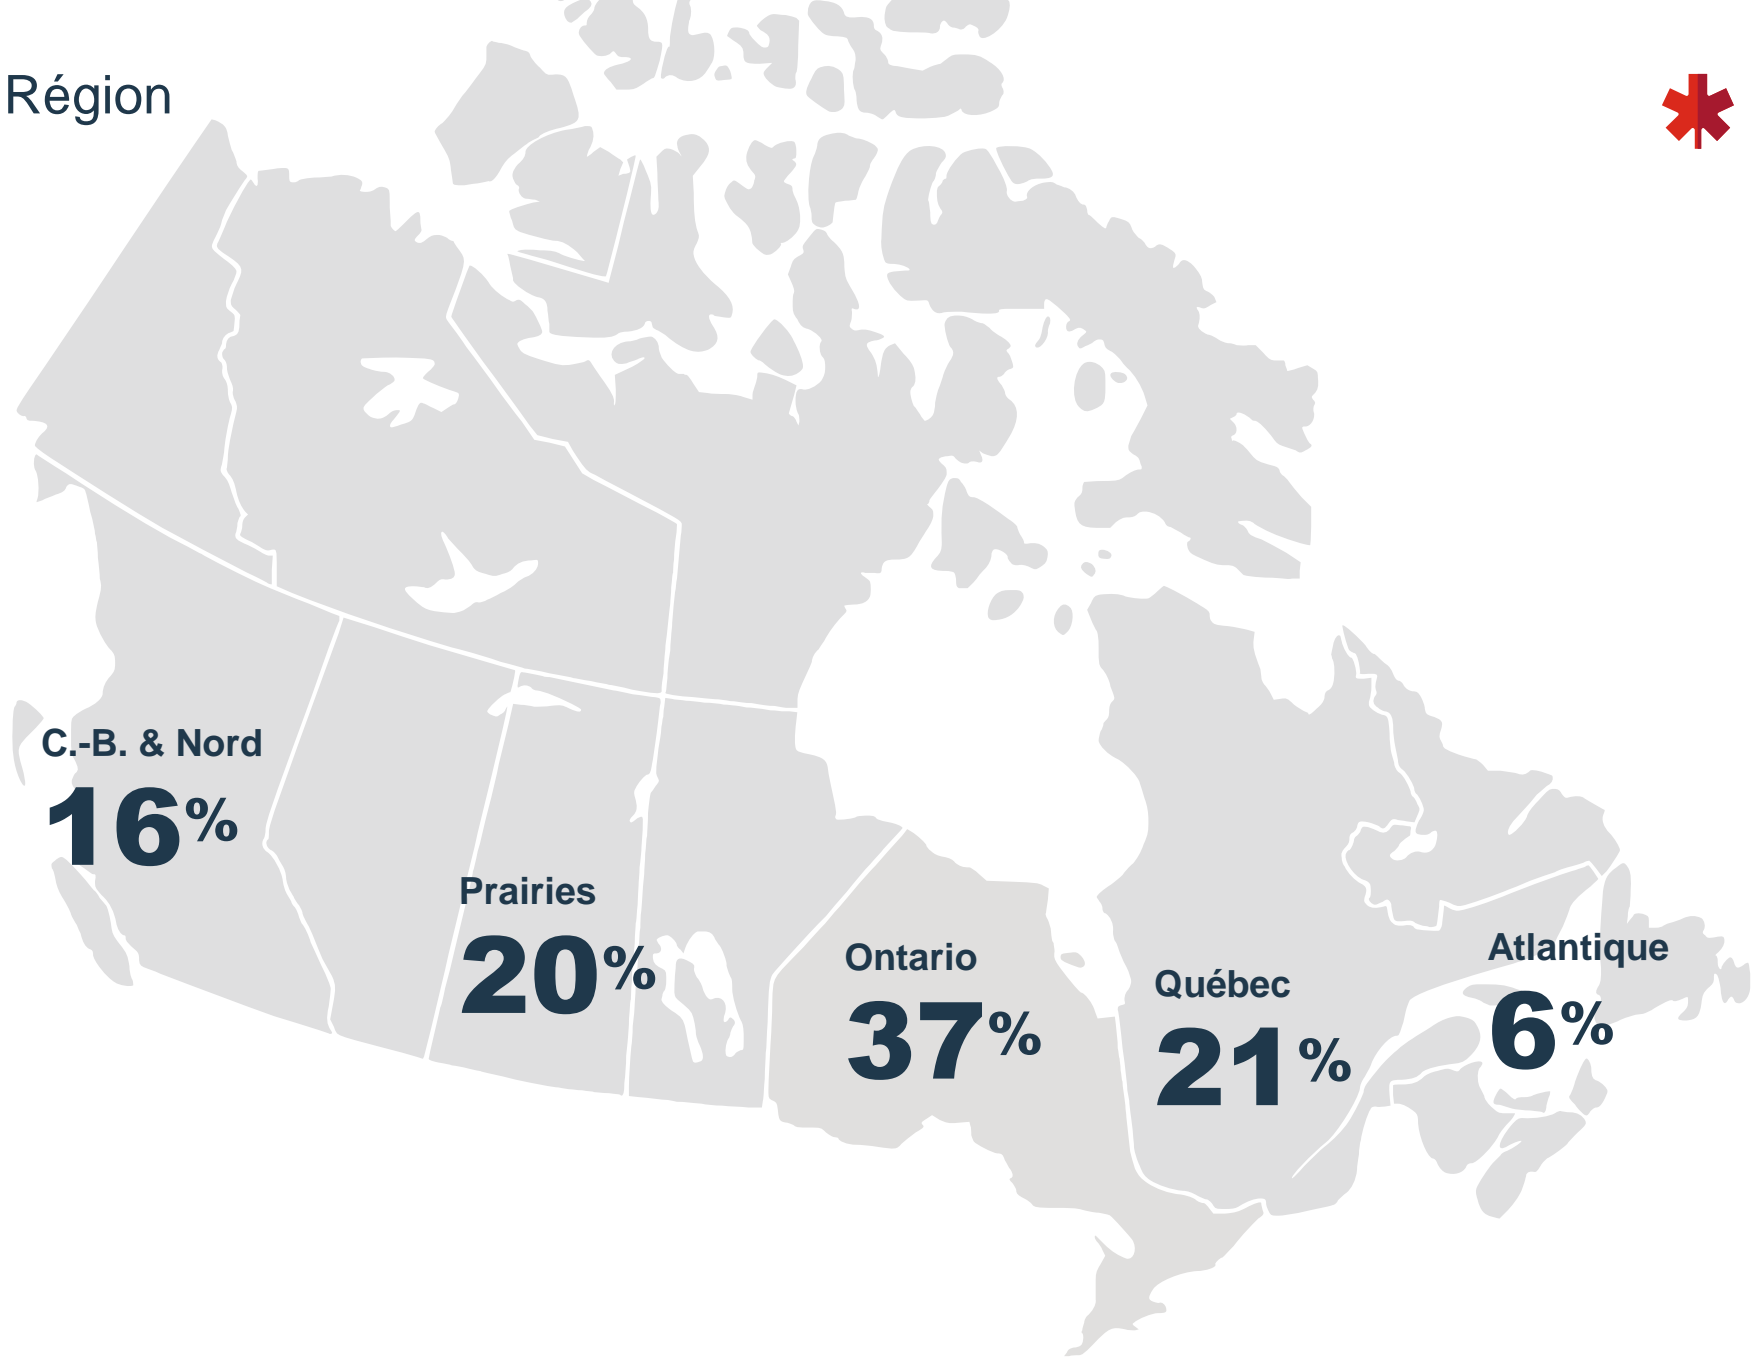 Région
C.-B. & Nord
16%
Prairies
20%
Ontario
37%
Québec
21%
Atlantique
6%